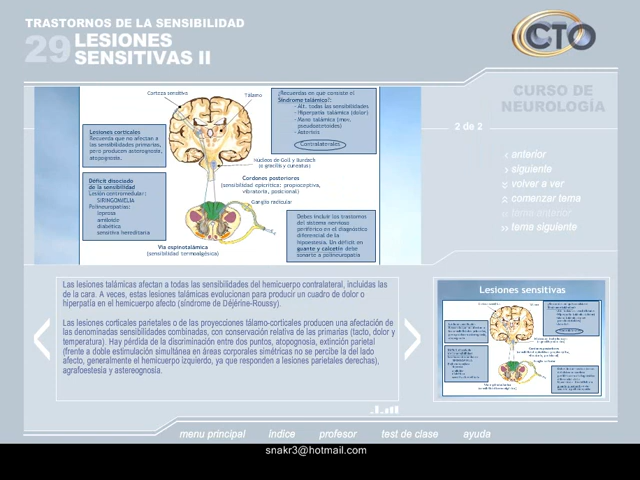 TRASTORNOS DE LA SENSIBILIDAD
29 LESIONES
SENSITIVAS II
CTO
CURSO DE
NEUROLOGÍA
2 de 2
anterior
siguiente
volver a ver
comenzar tema
tema anterior
tema siguiente
Corteza sensitiva
Tálamo
¿Recuerdas en que consiste el
Síndrome talámico?:
- Alt. todas las sensibilidades
- Hiperpatía talámica (dolor)
- Mano talámica (mov.
pseudoatetoides)
- Asterixis
Contralaterales
Lesiones corticales
Recuerda que no afectan a
las sensibilidades primarias,
pero producen asterognosia,
atopognosia.
Núcleos de Goll y Burdach
(o gracilis y cuneatus)
Cordones posteriores
(sensibilidad epicrítica: propioceptiva,
vibratoria, posicional)
Déficit disociado
de la sensibilidad
Lesión centromedular:
SIRINGOMIELIA
Polineuropatías:
leprosa
amiloide
diabética
sensitiva hereditaria
Ganglio radicular
Debes incluir los trastornos
del sistema nervioso
periférico en el diagnóstico
diferencial de la
hipoestesia. Un déficit en
guante y calcetín debe
sonarte a polineuropatía
Vía espinotalámica
(sensibilidad termoalgésica)
Las lesiones talámicas afectan a todas las sensibilidades del hemicuerpo contralateral, incluidas las
de la cara. A veces, estas lesiones talámicas evolucionan para producir un cuadro de dolor o
hiperpatía en el hemicuerpo afecto (síndrome de Déjérine-Roussy).
Las lesiones corticales parietales o de las proyecciones tálamo-corticales producen una afectación de
las denominadas sensibilidades combinadas, con conservación relativa de las primarias (tacto, dolor y
temperatura). Hay pérdida de la discriminación entre dos puntos, atopognosia, extinción parietal
(frente a doble estimulación simultánea en áreas corporales simétricas no se percibe la del lado
afecto, generalmente el hemicuerpo izquierdo, ya que responden a lesiones parietales derechas),
agrafoestesia y astereognosia.
Lesiones sensitivas
menu principal
índice
profesor
test de clase
ayuda
snakr3@hotmail.com